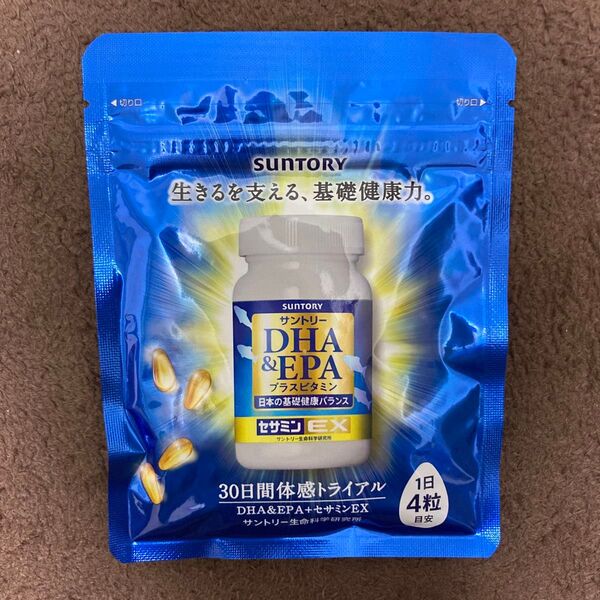 ◀切り口
切り口▶
SUNTORY
生きるを支える、基礎健康力。
SUNTORY
サントリー
DHA
&EPA
プラスビタミン
日本の基礎健康バランス
セサミンEX
サントリー生命科学研究所
30日間体感トライアル
DHA&EPA+セサミンEX
サントリー生命科学研究所
1日
4粒
目安